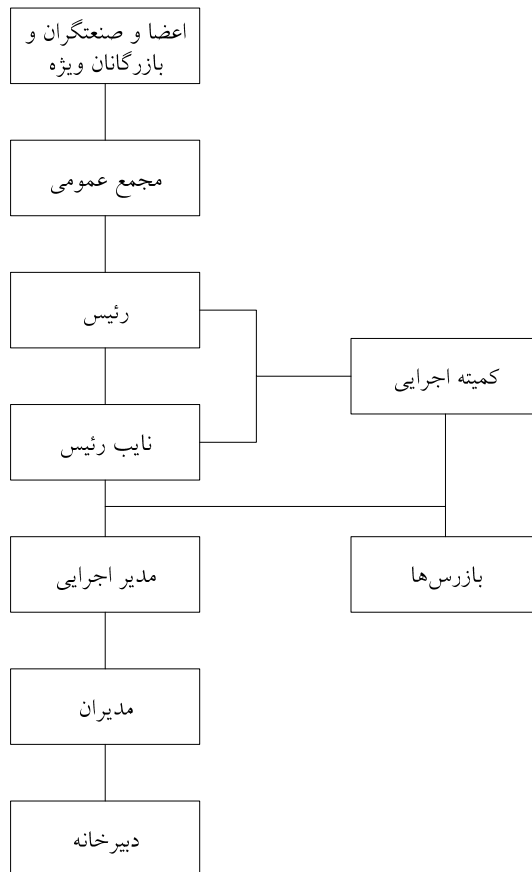 اعضا و صنعتگران و
بازرگانان ویژه
مجمع عمومی
رئیس
کمیته اجرایی
نایب رئیس
مدیر اجرایی
بازرس‌ها
مدیران
دبیرخانه